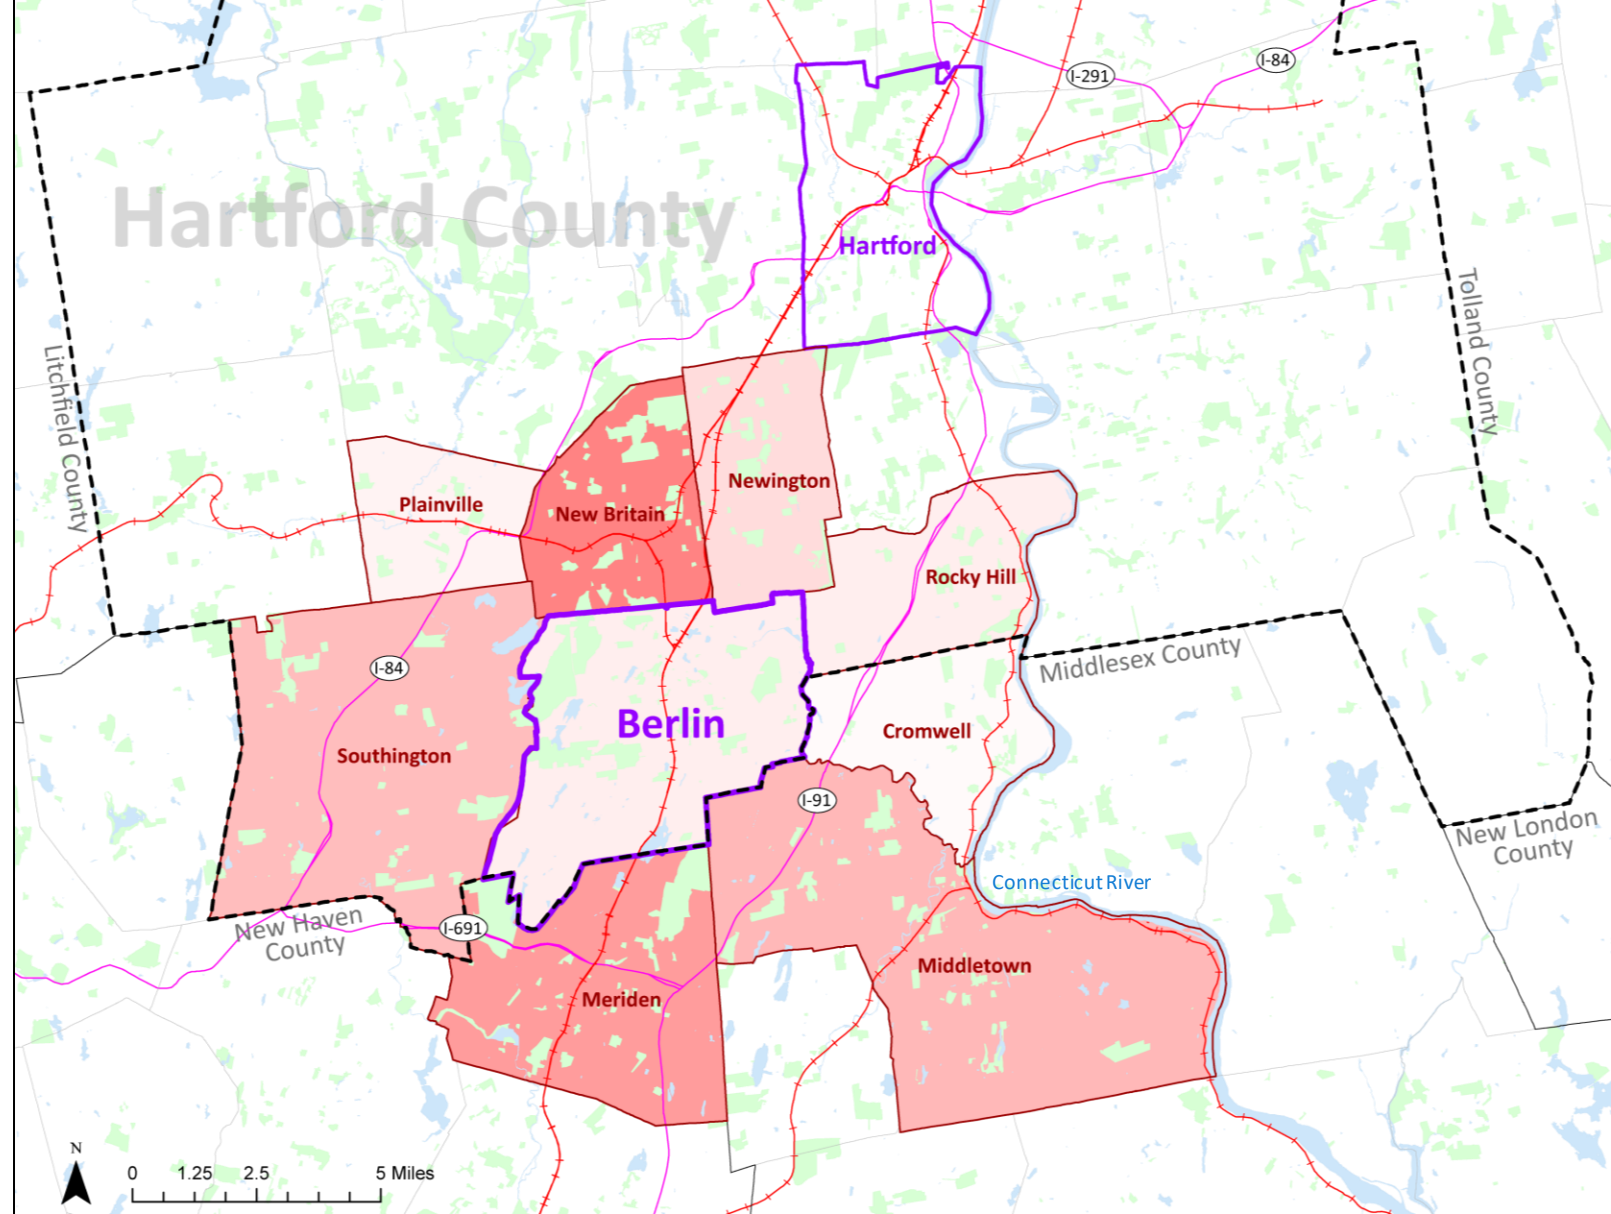 I-291
I-84
Hartford County
Hartford
Tolland County
Litchfield County
Newington
Plainville
New Britain
Rocky Hill
I-84
Middlesex County
Berlin
Cromwell
Southington
I-91
New London
County
Connecticut River
New Haven
County
I-691
Middletown
Meriden
N
0 1.25 2.5 5 Miles